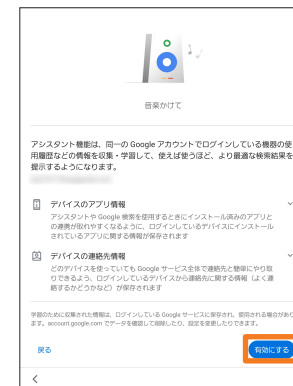 音楽かけて
アシスタント機能は、同一の Google アカウントでログインしている機器の使
用履歴などの情報を収集・学習して、使えば使うほど、より最適な検索結果を
提示するようになります。
デバイスのアプリ情報
アシスタントや Google 検索を使用するときにインストール済みのアプリと
の連携が取れやすくなるように、ログインしているデバイスにインストール
されているアプリに関する情報が保存されます
デバイスの連絡先情報
どのデバイスを使っていても Google サービス全体で連絡先と簡単にやり取
りできるよう、ログインしているデバイスから連絡先に関する情報（よく連
絡するかどうかなど）が保存されます
学習のために収集された情報は、ログインしている Google サービスに保存され、使用される場合があり
ます。account.google.com でデータを確認して削除したり、設定を変更したりできます。
戻る
有効にする